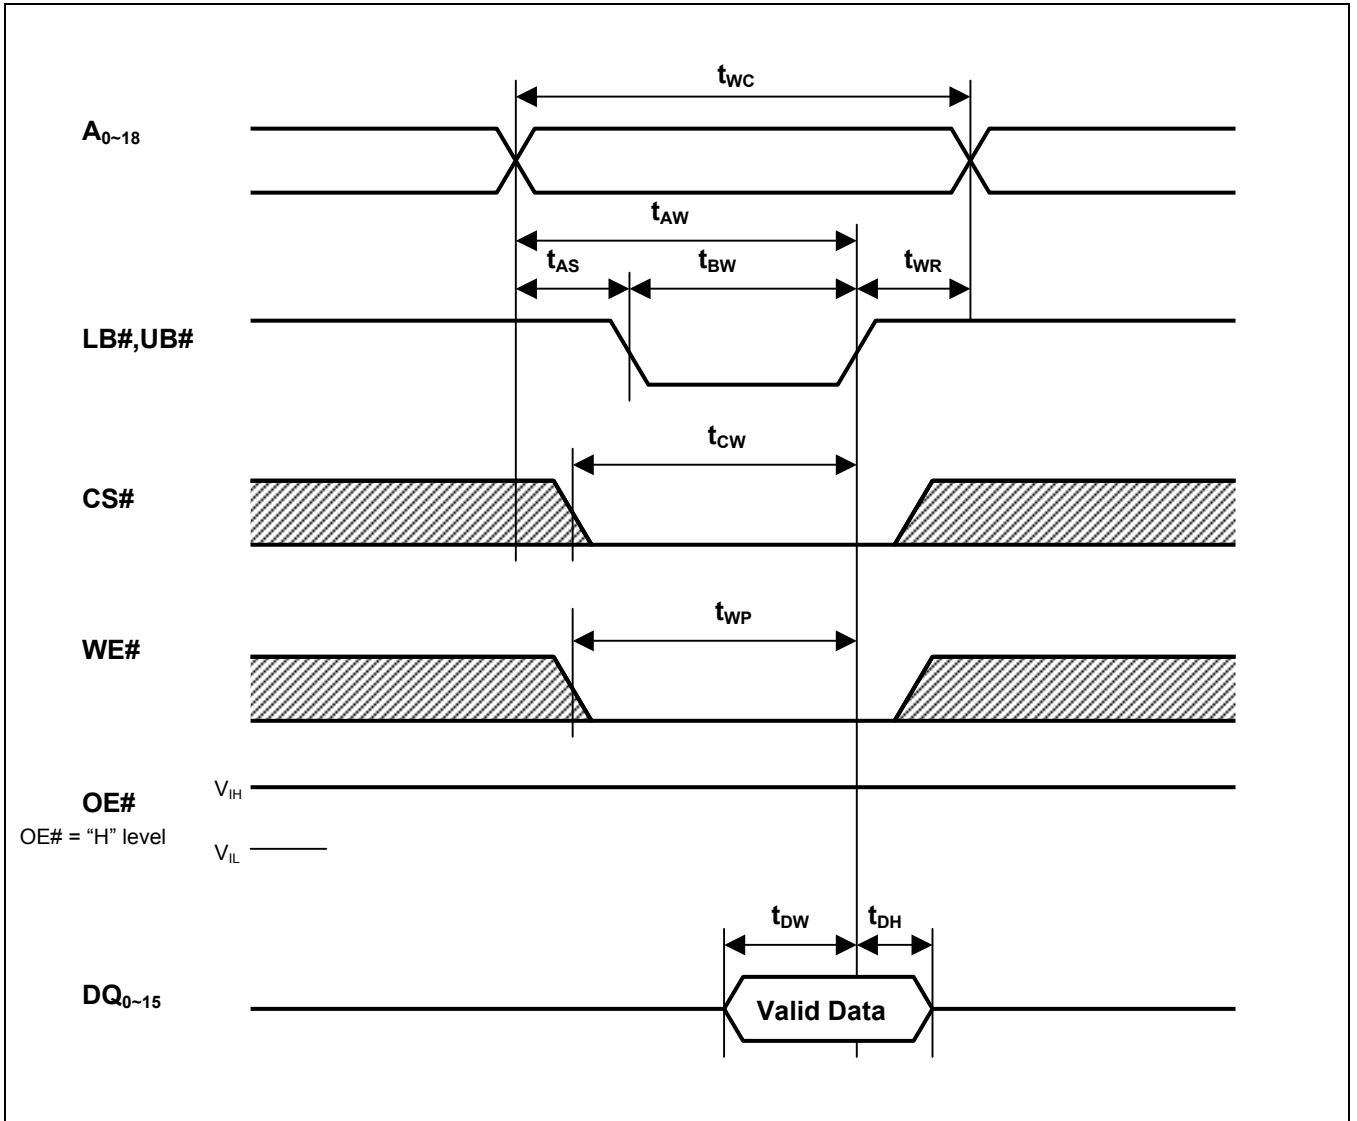 tWC
A0~18
tAW
tAS tBW tWR
LB#,UB#
tCW
CS#
tWP
WE#
VIH
OE#
OE# = “H” level
VIL
tDW tDH
DQ0~15
Valid Data